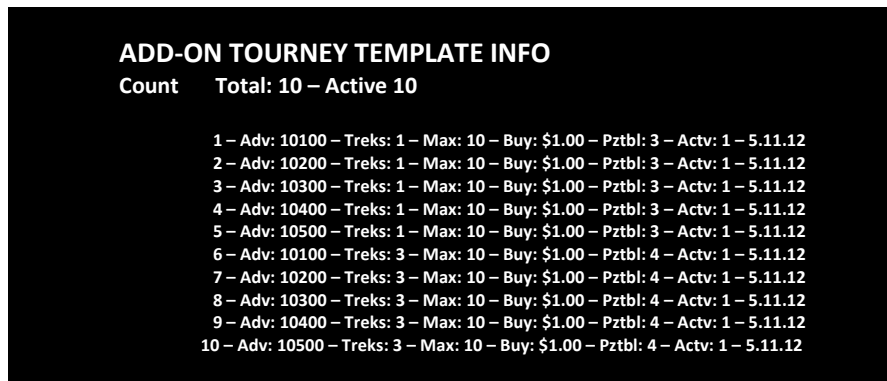 ADD-ON TOURNEY TEMPLATE INFO
Count Total: 10 – Active 10
1 – Adv: 10100 – Treks: 1 – Max: 10 – Buy: $1.00 – Pztbl: 3 – Actv: 1 – 5.11.12
2 – Adv: 10200 – Treks: 1 – Max: 10 – Buy: $1.00 – Pztbl: 3 – Actv: 1 – 5.11.12
3 – Adv: 10300 – Treks: 1 – Max: 10 – Buy: $1.00 – Pztbl: 3 – Actv: 1 – 5.11.12
4 – Adv: 10400 – Treks: 1 – Max: 10 – Buy: $1.00 – Pztbl: 3 – Actv: 1 – 5.11.12
5 – Adv: 10500 – Treks: 1 – Max: 10 – Buy: $1.00 – Pztbl: 3 – Actv: 1 – 5.11.12
6 – Adv: 10100 – Treks: 3 – Max: 10 – Buy: $1.00 – Pztbl: 4 – Actv: 1 – 5.11.12
7 – Adv: 10200 – Treks: 3 – Max: 10 – Buy: $1.00 – Pztbl: 4 – Actv: 1 – 5.11.12
8 – Adv: 10300 – Treks: 3 – Max: 10 – Buy: $1.00 – Pztbl: 4 – Actv: 1 – 5.11.12
9 – Adv: 10400 – Treks: 3 – Max: 10 – Buy: $1.00 – Pztbl: 4 – Actv: 1 – 5.11.12
10 – Adv: 10500 – Treks: 3 – Max: 10 – Buy: $1.00 – Pztbl: 4 – Actv: 1 – 5.11.12